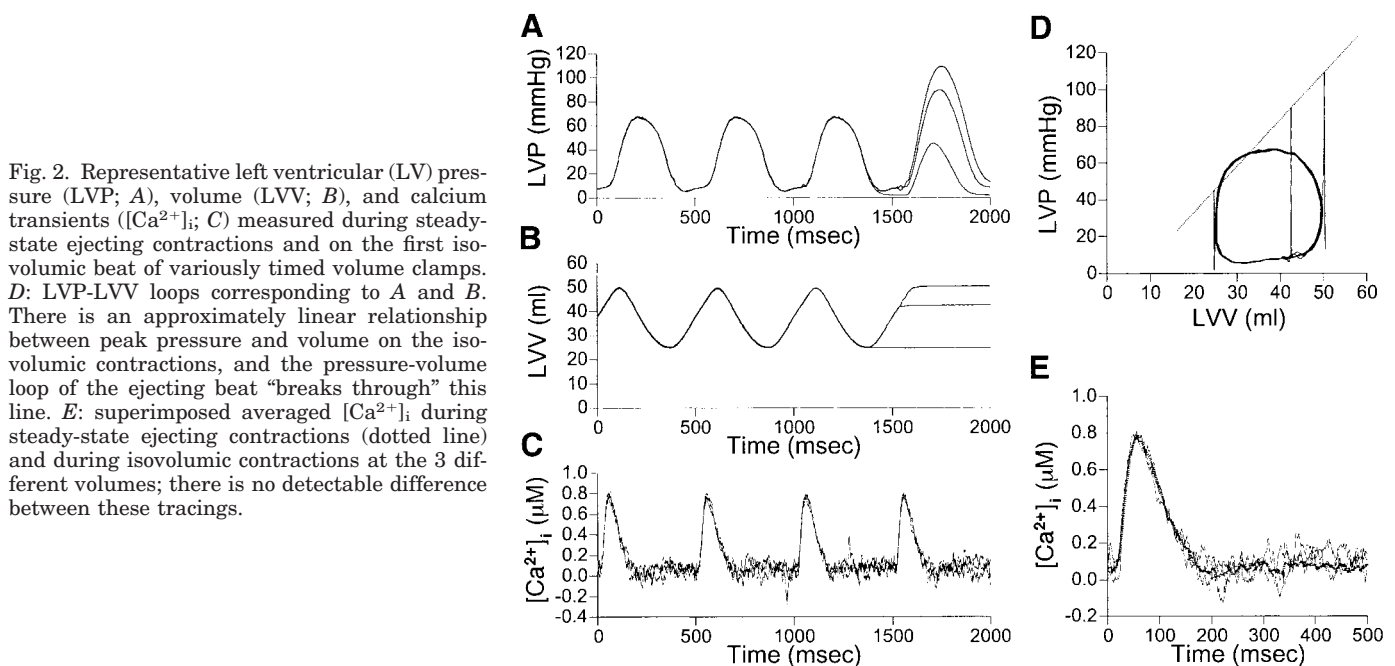 Fig. 2. Representative left ventricular (LV) pres-
sure (LVP; A), volume (LVV; B), and calcium
transients ([Ca2+]i; C) measured during steady-
state ejecting contractions and on the first iso-
volumic beat of variously timed volume clamps.
D: LVP-LVV loops corresponding to A and B.
There is an approximately linear relationship
between peak pressure and volume on the iso-
volumic contractions, and the pressure-volume
loop of the ejecting beat “breaks through” this
line. E: superimposed averaged [Ca2+]i during
steady-state ejecting contractions (dotted line)
and during isovolumic contractions at the 3 dif-
ferent volumes; there is no detectable difference
between these tracings.
A
LVP (mmHg)
120
100
80
60
40
20
0
0 500 1000 1500 2000
Time (msec)
B
LVV (ml)
60
50
40
30
20
10
0
0 500 1000 1500 2000
Time (msec)
C
[Ca2+]i (μM)
1.0
0.8
0.6
0.4
0.2
0.0
-0.2
-0.4
0 500 1000 1500 2000
Time (msec)
D
LVP (mmHg)
120
100
80
60
40
20
0
0 10 20 30 40 50 60
LVV (ml)
E
[Ca2+]i (μM)
1.0
0.8
0.6
0.4
0.2
0.0
-0.2
0 100 200 300 400 500
Time (msec)